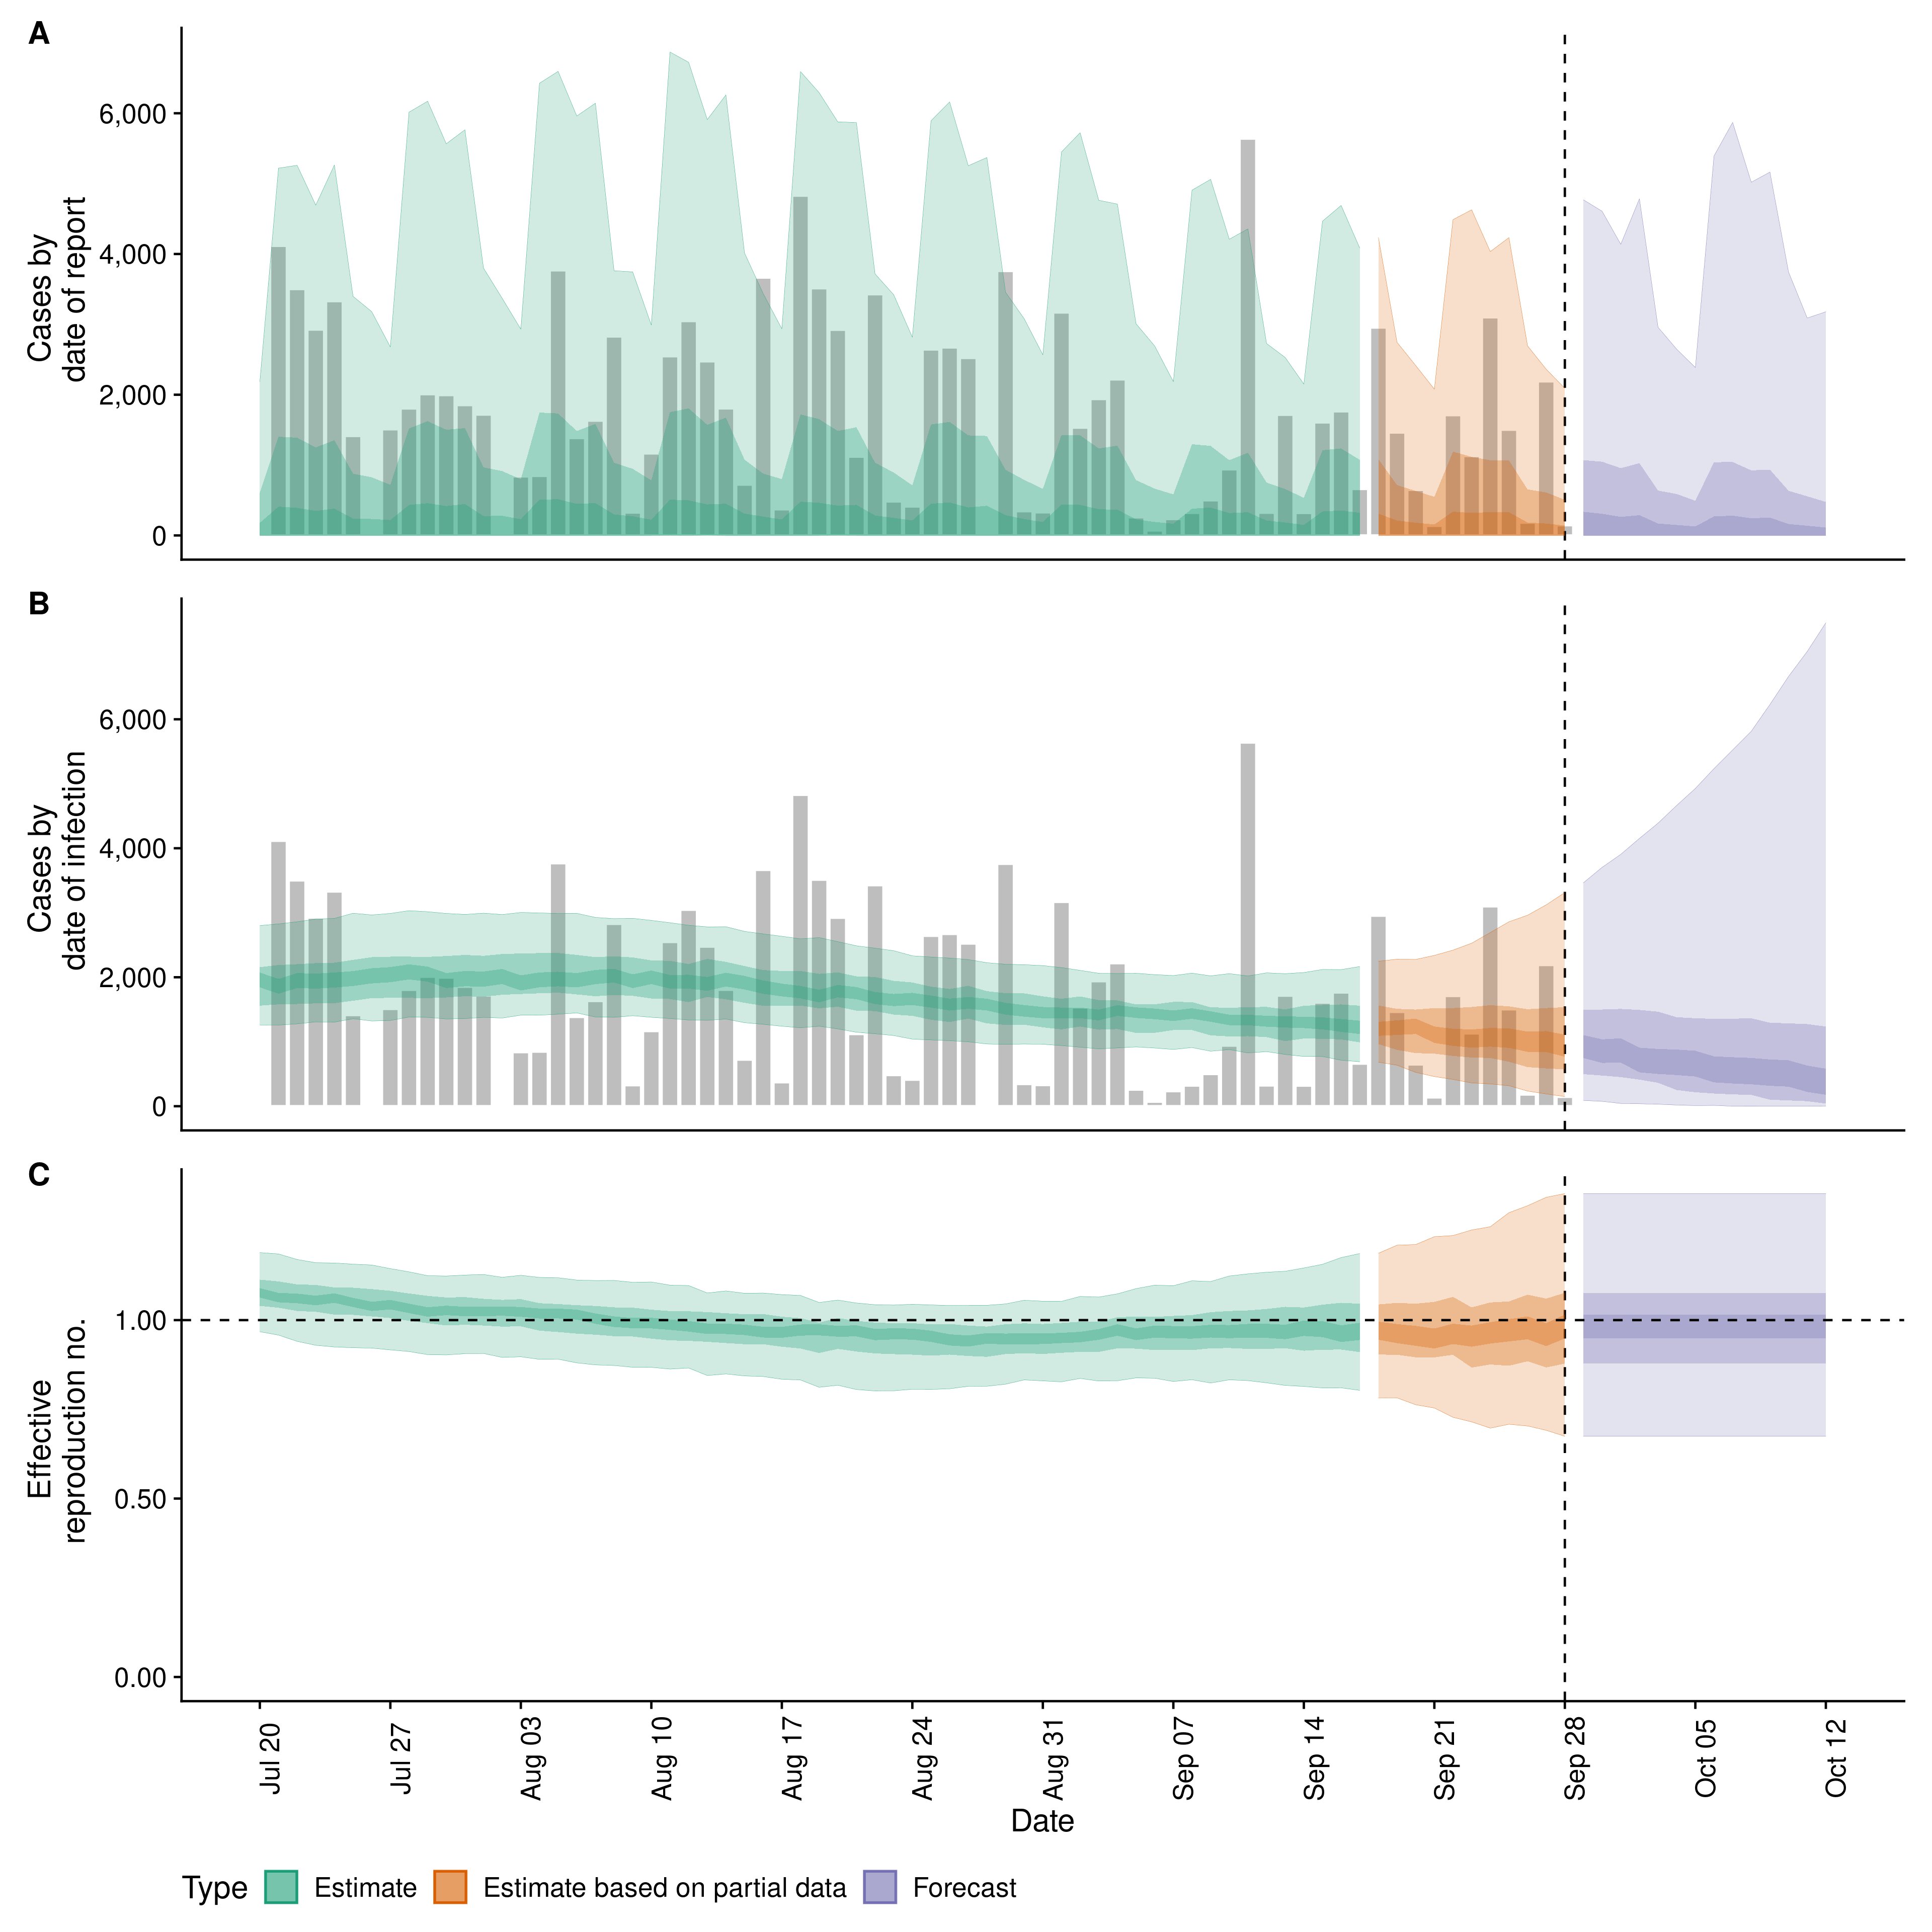 A
Cases by
date of report
6,000
4,000
2,000
0
B
Cases by
date of infection
6,000
4,000
2,000
0
C
Effective
reproduction no.
1.00
0.50
0.00
Jul 20
Jul 27
Aug 03
Aug 10
Aug 17
Aug 24
Aug 31
Sep 07
Sep 14
Sep 21
Sep 28
Oct 05
Oct 12
Date
Type Estimate Estimate based on partial data Forecast